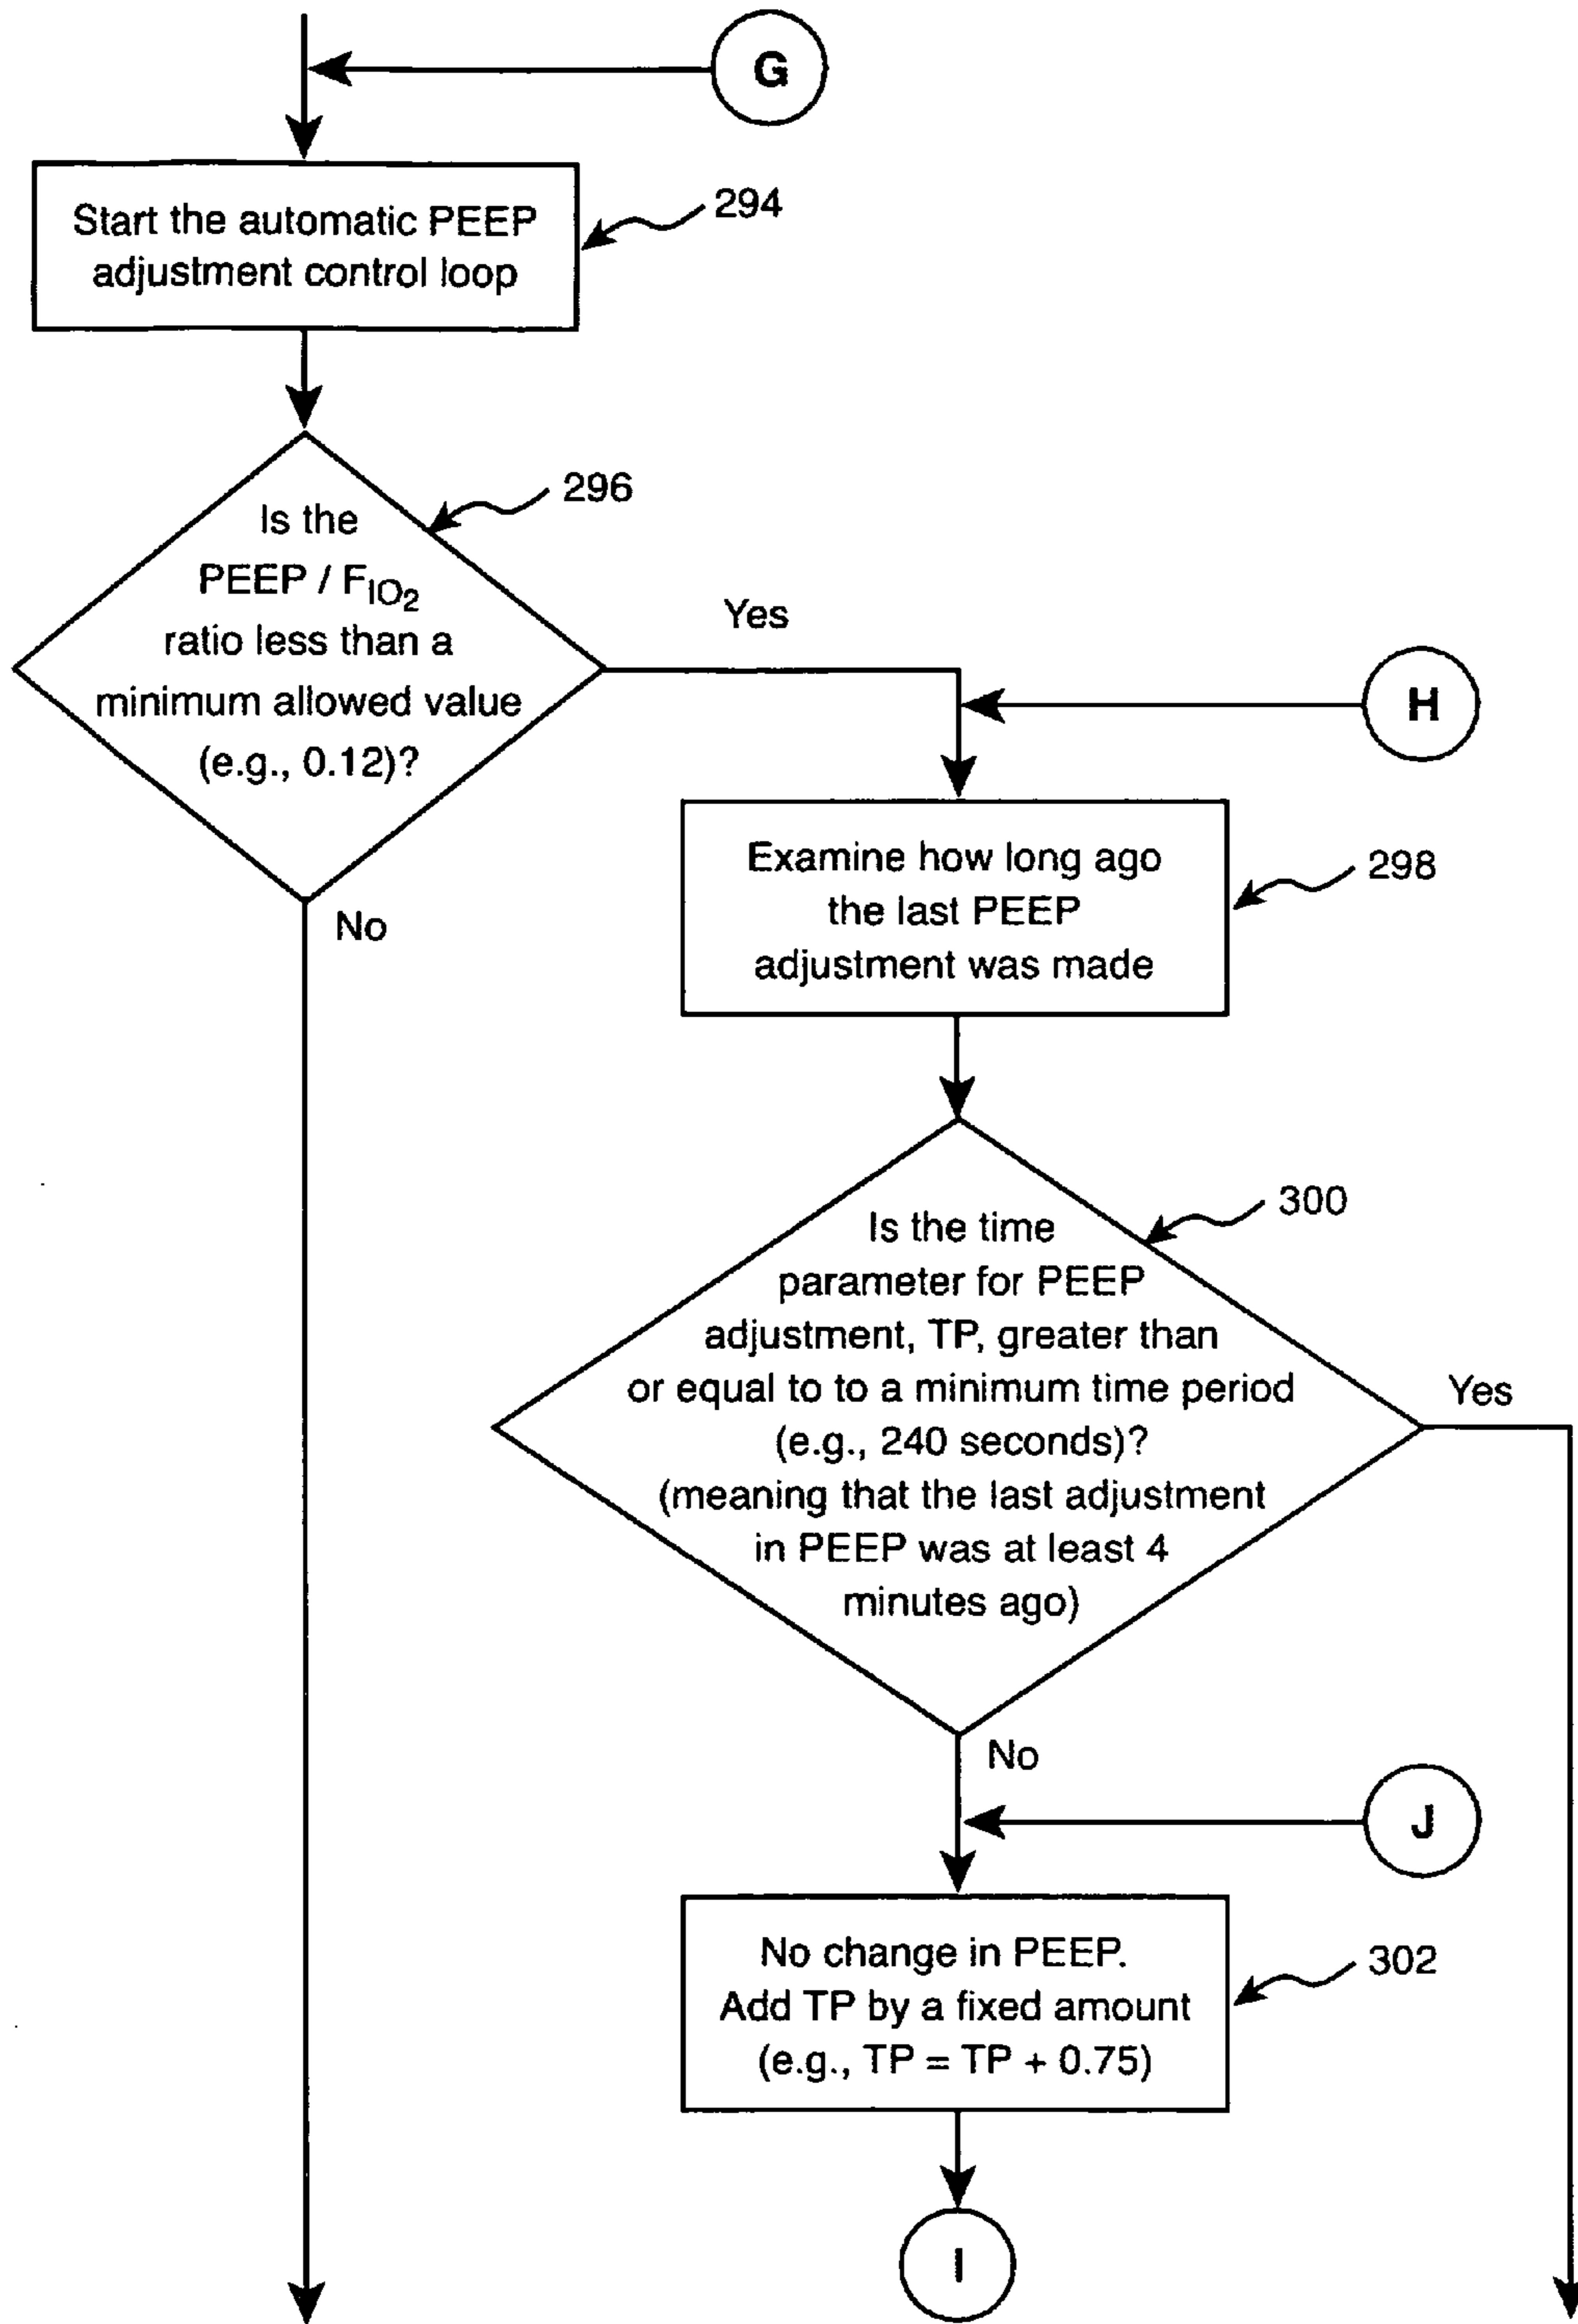 G
Start the automatic PEEP
adjustment control loop
294
Is the
PEEP / FIO2
ratio less than a
minimum allowed value
(e.g., 0.12)?
296
Yes
No
H
Examine how long ago
the last PEEP
adjustment was made
298
Is the time
parameter for PEEP
adjustment, TP, greater than
or equal to to a minimum time period
(e.g., 240 seconds)?
(meaning that the last adjustment
in PEEP was at least 4
minutes ago)
300
Yes
No
J
No change in PEEP.
Add TP by a fixed amount
(e.g., TP = TP + 0.75)
302
I